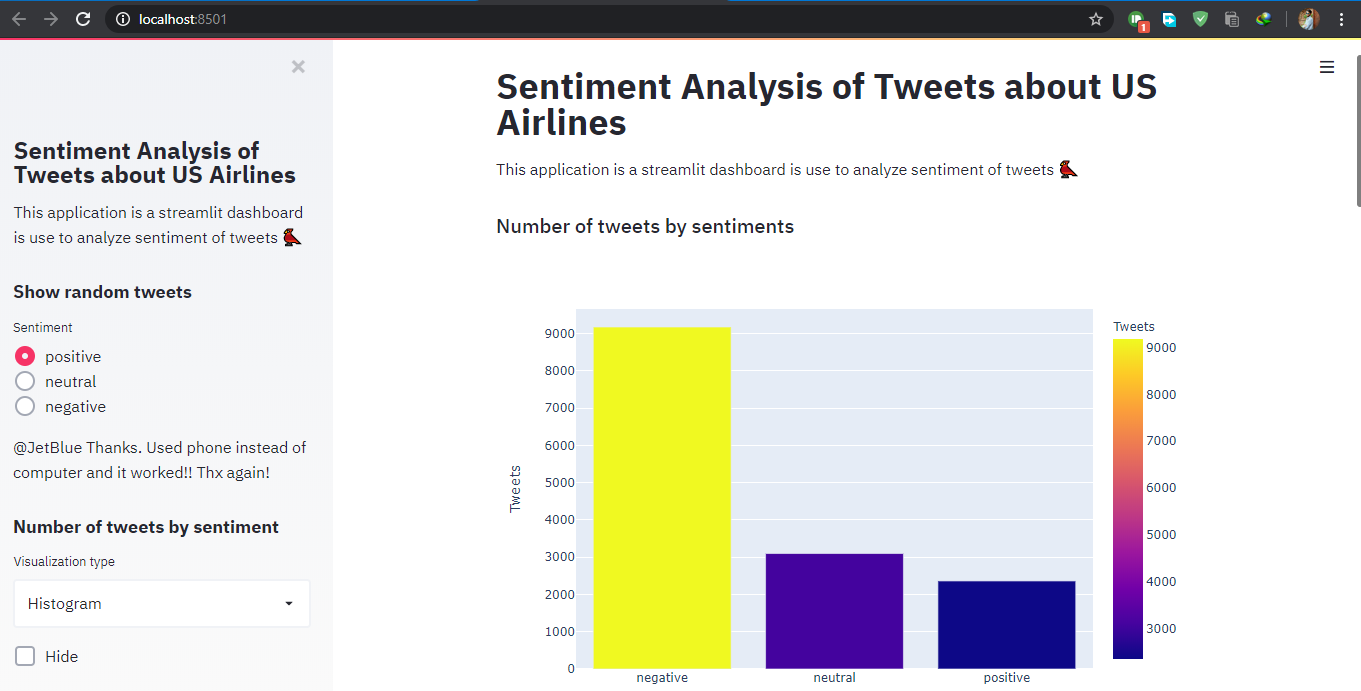 localhost:8501
1
Sentiment Analysis of
Tweets about US Airlines
This application is a streamlit dashboard
is use to analyze sentiment of tweets
Show random tweets
Sentiment
positive
neutral
negative
@JetBlue Thanks. Used phone instead of
computer and it worked!! Thx again!
Number of tweets by sentiment
Visualization type
Histogram
Hide
Sentiment Analysis of Tweets about US
Airlines
This application is a streamlit dashboard is use to analyze sentiment of tweets
Number of tweets by sentiments
Tweets
9000
8000
7000
6000
5000
4000
3000
2000
1000
0
negative
neutral
positive
Tweets
9000
8000
7000
6000
5000
4000
3000